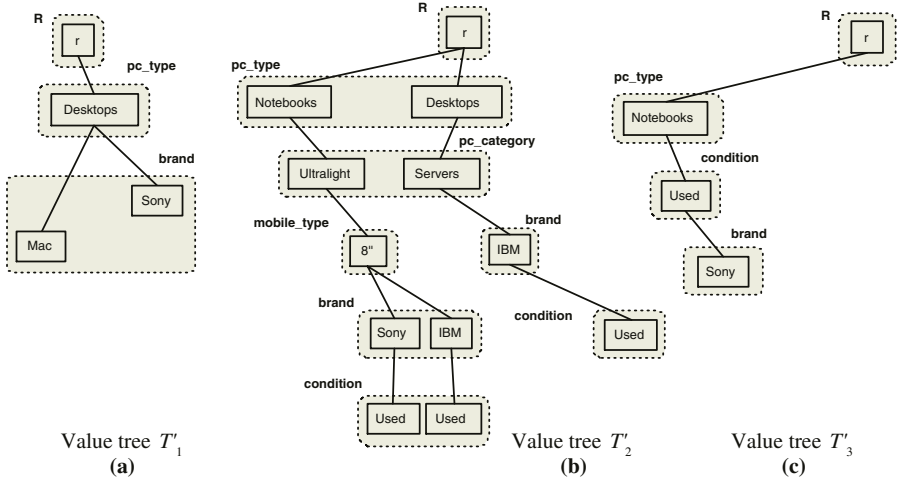 R
r
pc_type
Desktops
brand
Sony
Mac
Value tree T'₁
(a)
R
r
pc_type
Notebooks
Desktops
pc_category
Ultralight
Servers
mobile_type
brand
8"
IBM
brand
condition
Sony
IBM
Used
condition
Used
Used
Value tree T'₂
(b)
R
r
pc_type
Notebooks
condition
Used
brand
Sony
Value tree T'₃
(c)